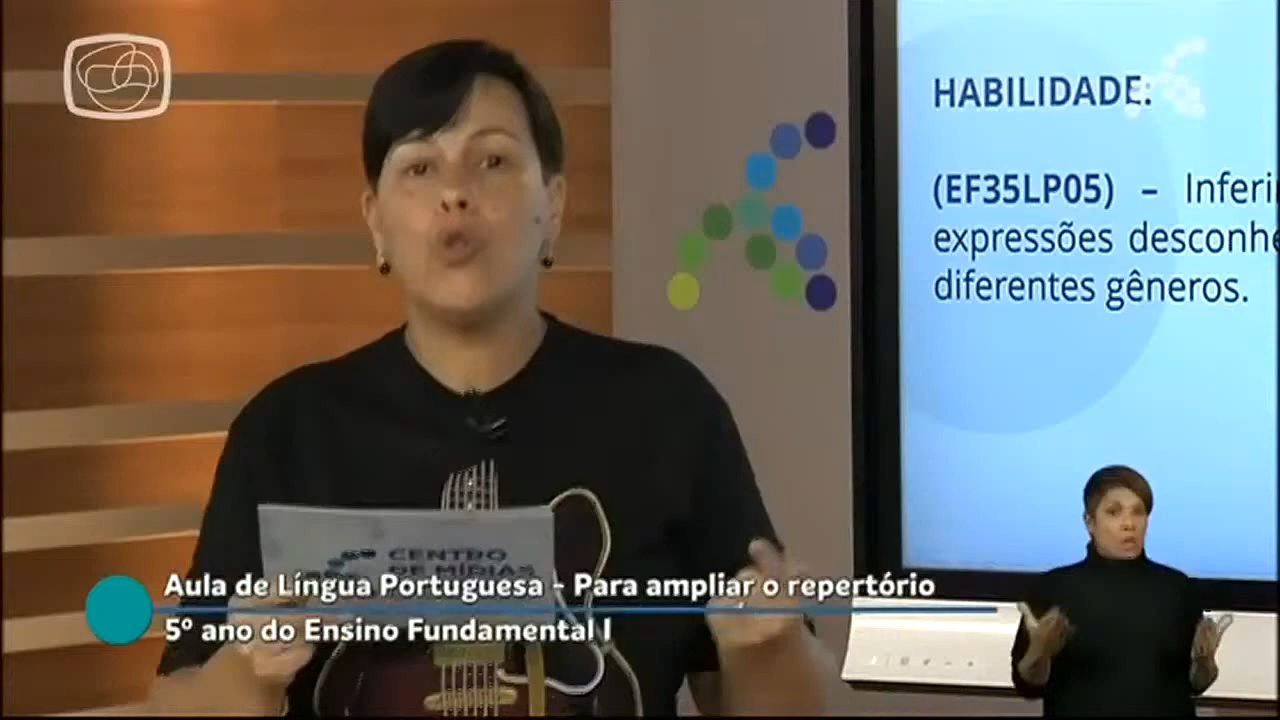 HABILIDADE:
(EF35LP05) – Inferi
expressões desconhe
diferentes gêneros.
CENTRO
DE MÍDIAS
Aula de Língua Portuguesa - Para ampliar o repertório
5º ano do Ensino Fundamental I